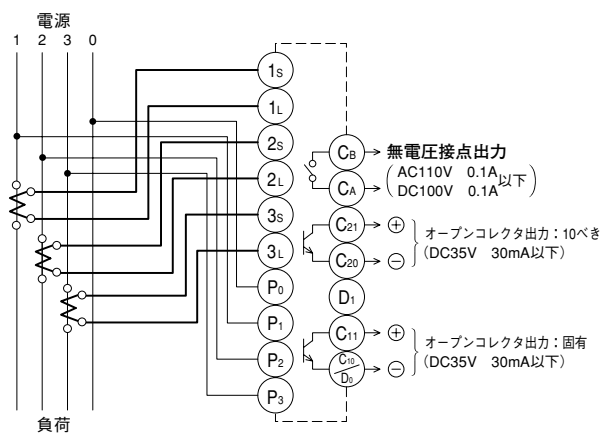 電源
1 2 3 0
1S
1L
2S
2L
3S
3L
P0
P1
P2
P3
CB
CA
C21
C20
D1
C11
C10
D0
無電圧接点出力
AC110V 0.1A
DC100V 0.1A
以下
⊕
オープンコレクタ出力：10べき
⊖
(DC35V 30mA以下)
⊕
オープンコレクタ出力：固有
⊖
(DC35V 30mA以下)
負荷